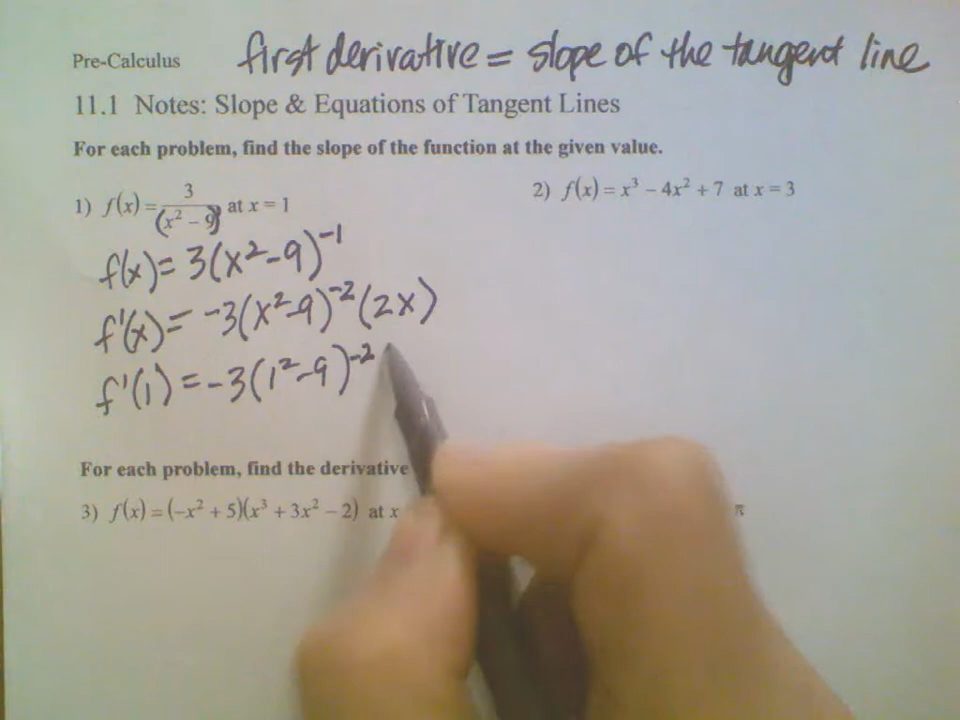 Pre-Calculus first derivative = slope of the tangent line
11.1 Notes: Slope & Equations of Tangent Lines
For each problem, find the slope of the function at the given value.
1) f(x) = 3/(x² − 9) at x = 1
2) f(x) = x³ − 4x² + 7 at x = 3
f(x) = 3(x²-9)⁻¹
f'(x) = -3(x²-9)⁻²(2x)
f'(1) = -3(1²-9)⁻²
For each problem, find the derivative
3) f(x) = (−x² + 5)(x³ + 3x² − 2) at x
π